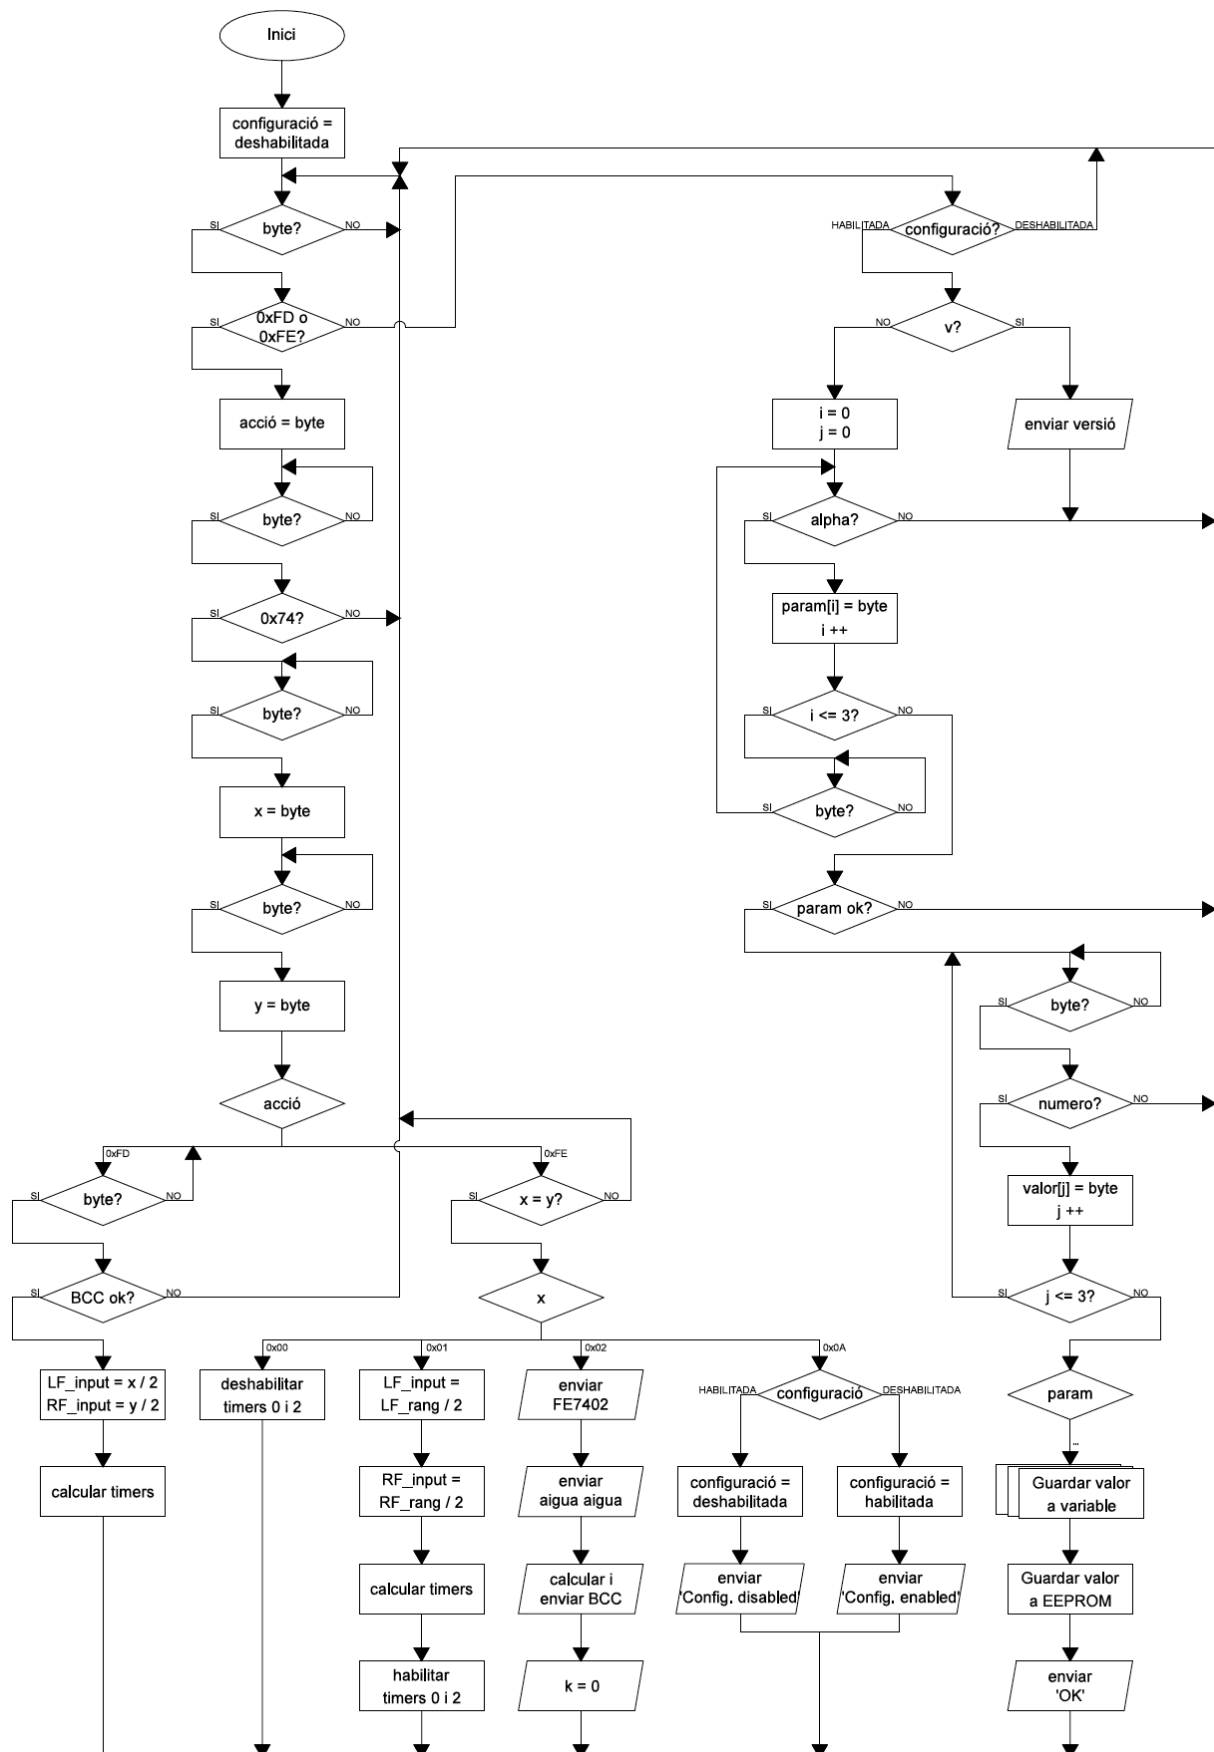 Inici
configuració =
deshabilitada
byte?
SI
NO
0xFD o
0xFE?
SI
NO
acció = byte
byte?
SI
NO
0x74?
SI
NO
byte?
SI
NO
x = byte
byte?
SI
NO
y = byte
acció
0xFD
0xFE
byte?
SI
NO
BCC ok?
SI
NO
LF_input = x / 2
RF_input = y / 2
calcular timers
x = y?
SI
NO
x
0x00
0x01
0x02
0x0A
deshabilitar
timers 0 i 2
LF_input =
LF_rang / 2
RF_input =
RF_rang / 2
calcular timers
habilitar
timers 0 i 2
enviar
FE7402
enviar
aigua aigua
calcular i
enviar BCC
k = 0
configuració
HABILITADA
DESHABILITADA
configuració =
deshabilitada
enviar
'Config. disabled'
configuració =
habilitada
enviar
'Config. enabled'
configuració?
HABILITADA
DESHABILITADA
v?
NO
SI
enviar versió
i = 0
j = 0
alpha?
SI
NO
param[i] = byte
i ++
i <= 3?
SI
NO
byte?
SI
NO
param ok?
SI
NO
byte?
SI
NO
numero?
SI
NO
valor[j] = byte
j ++
j <= 3?
SI
NO
param
...
Guardar valor
a variable
Guardar valor
a EEPROM
enviar
'OK'